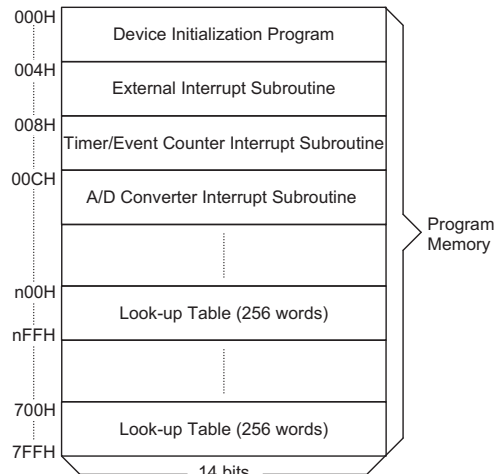 000H
Device Initialization Program
004H
External Interrupt Subroutine
008H
Timer/Event Counter Interrupt Subroutine
00CH
A/D Converter Interrupt Subroutine
Program
Memory
n00H
Look-up Table (256 words)
nFFH
700H
Look-up Table (256 words)
7FFH
14 bits